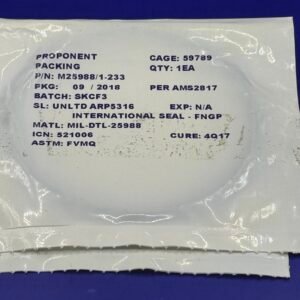 PROPONENT CAGE: 59789
PACKING QTY: 1EA
P/N: M25988/1-233
PKG: 09 / 2018 PER AMS2817
BATCH: SKCF3
SL: UNLTD ARP5316 EXP: N/A
INTERNATIONAL SEAL - FNGP
MATL: MIL-DTL-25988
ICN: 521006 CURE: 4Q17
ASTM: FVMQ